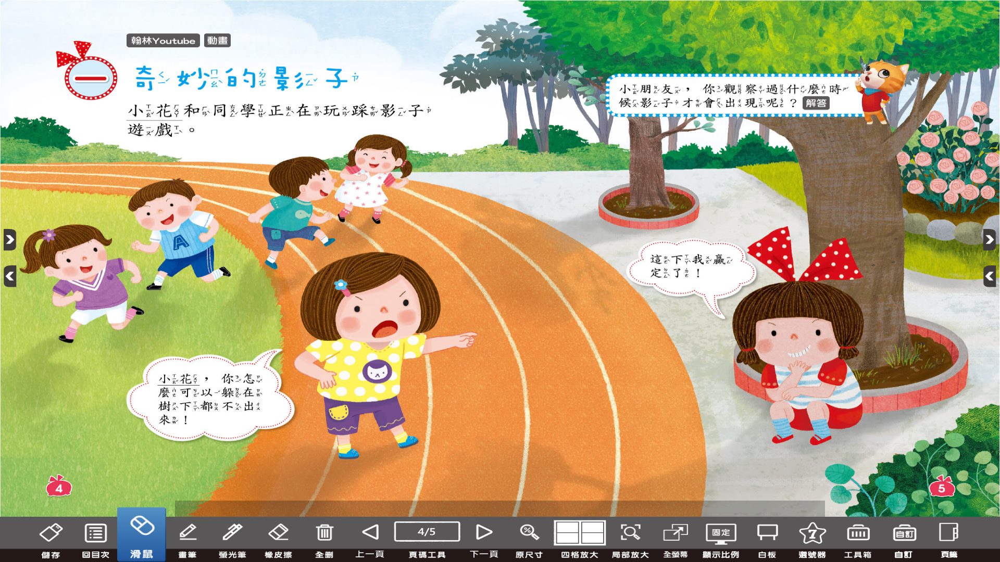 翰林Youtube 動畫
一
奇妙的影子
小花和同學正在玩踩影子
遊戲。
小朋友，你觀察過什麼時
候影子才會出現呢？ 解答
這下我贏
定了！
A
小花，你怎
麼可以躲在
樹下都不出
來！
4
5
4/5
固定
7
自訂
儲存 回目次 滑鼠 畫筆 螢光筆 橡皮擦 全刪 上一頁 頁碼工具 下一頁 原尺寸 四格放大 局部放大 全螢幕 顯示比例 白板 選號器 工具箱 自訂 頁籤